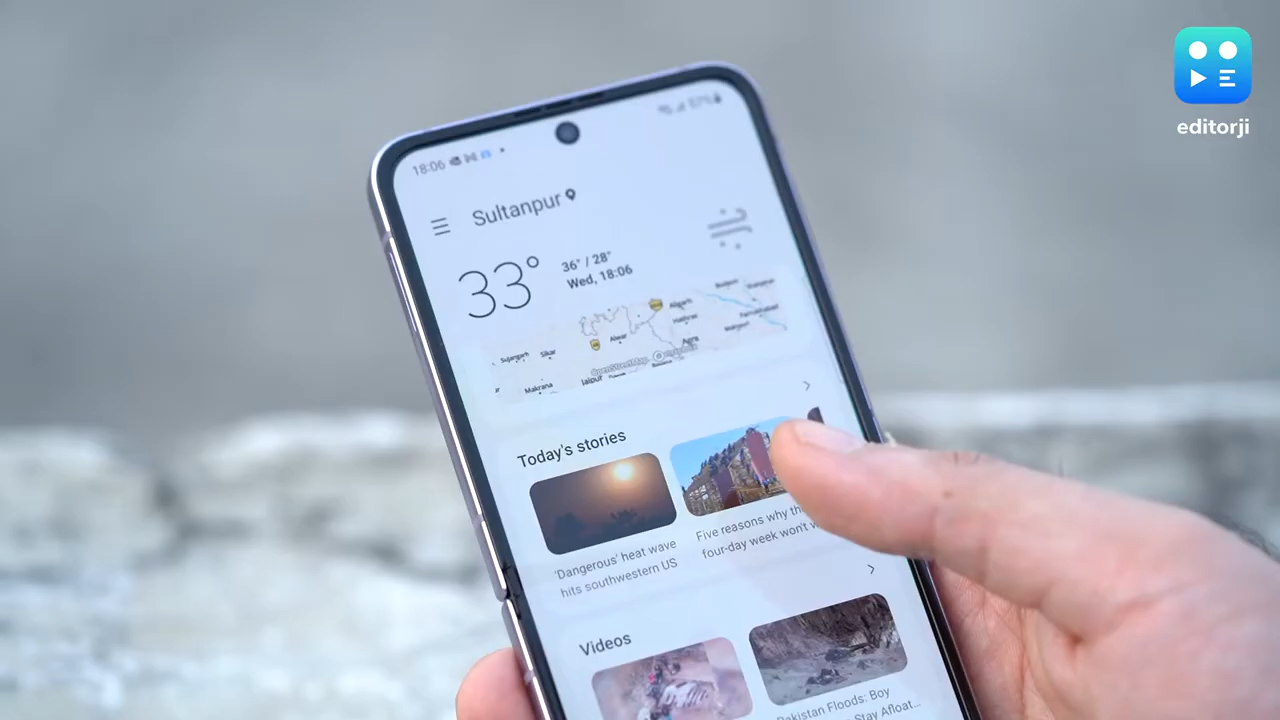 editorji
18:06
57%
Sultanpur
33°
36° / 28°
Wed, 18:06
Sujangarh
Sikar
Alwar
Aligarh
Hathras
Agra
Makrana
Jaipur
OpenStreetMap
Today's stories
'Dangerous' heat wave
hits southwestern US
Five reasons why th
four-day week won't w
Videos
Pakistan Floods: Boy
Stay Afloat...